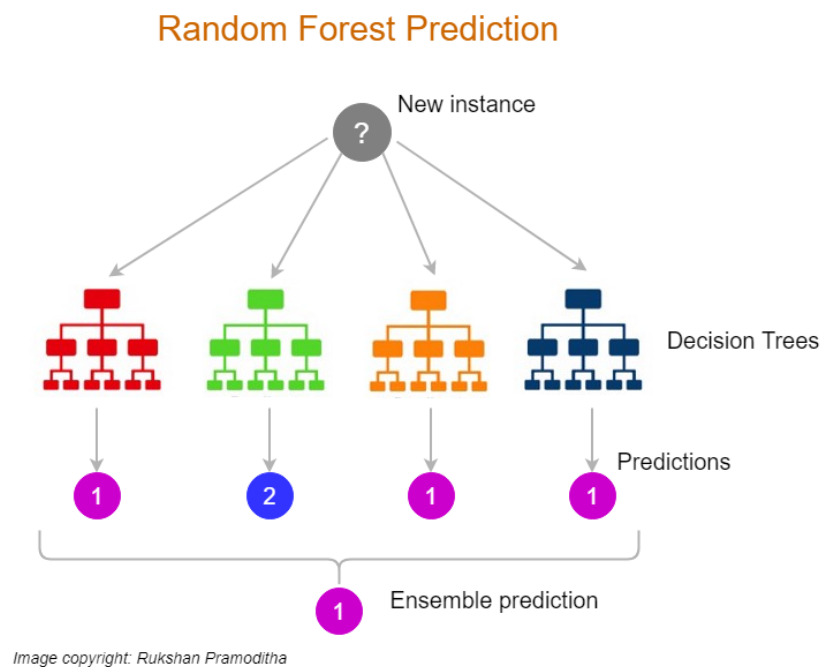 Random Forest Prediction
New instance
?
Decision Trees
Predictions
1
2
1
1
1
Ensemble prediction
Image copyright: Rukshan Pramoditha